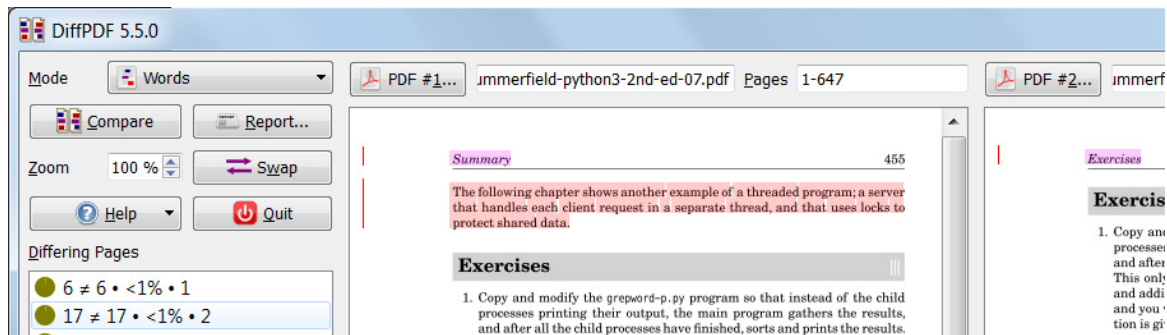 DiffPDF 5.5.0
Mode Words PDF #1... ummerfield-python3-2nd-ed-07.pdf Pages 1-647 PDF #2...
Compare Report...
Zoom 100 % Swap
Help Quit
Differing Pages
6 ≠ 6 • <1% • 1
17 ≠ 17 • <1% • 2
Summary 455
The following chapter shows another example of a threaded program; a server
that handles each client request in a separate thread, and that uses locks to
protect shared data.
Exercises
1. Copy and modify the grepword-p.py program so that instead of the child
processes printing their output, the main program gathers the results,
and after all the child processes have finished, sorts and prints the results.
Exercises
Exercis
1. Copy and
processes
and after
This only
and addi
and you
tion is gi